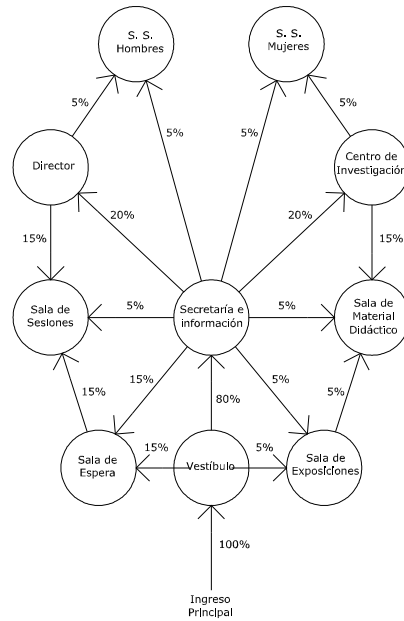 S. S.
Hombres
S. S.
Mujeres
5%
5%
5%
5%
Director
Centro de
Investigación
20%
20%
15%
15%
Sala de
Sesiones
5%
Secretaría e
información
5%
Sala de
Material
Didáctico
15%
15%
5%
5%
80%
Sala de
Espera
15%
Vestíbulo
5%
Sala de
Exposiciones
100%
Ingreso
Principal